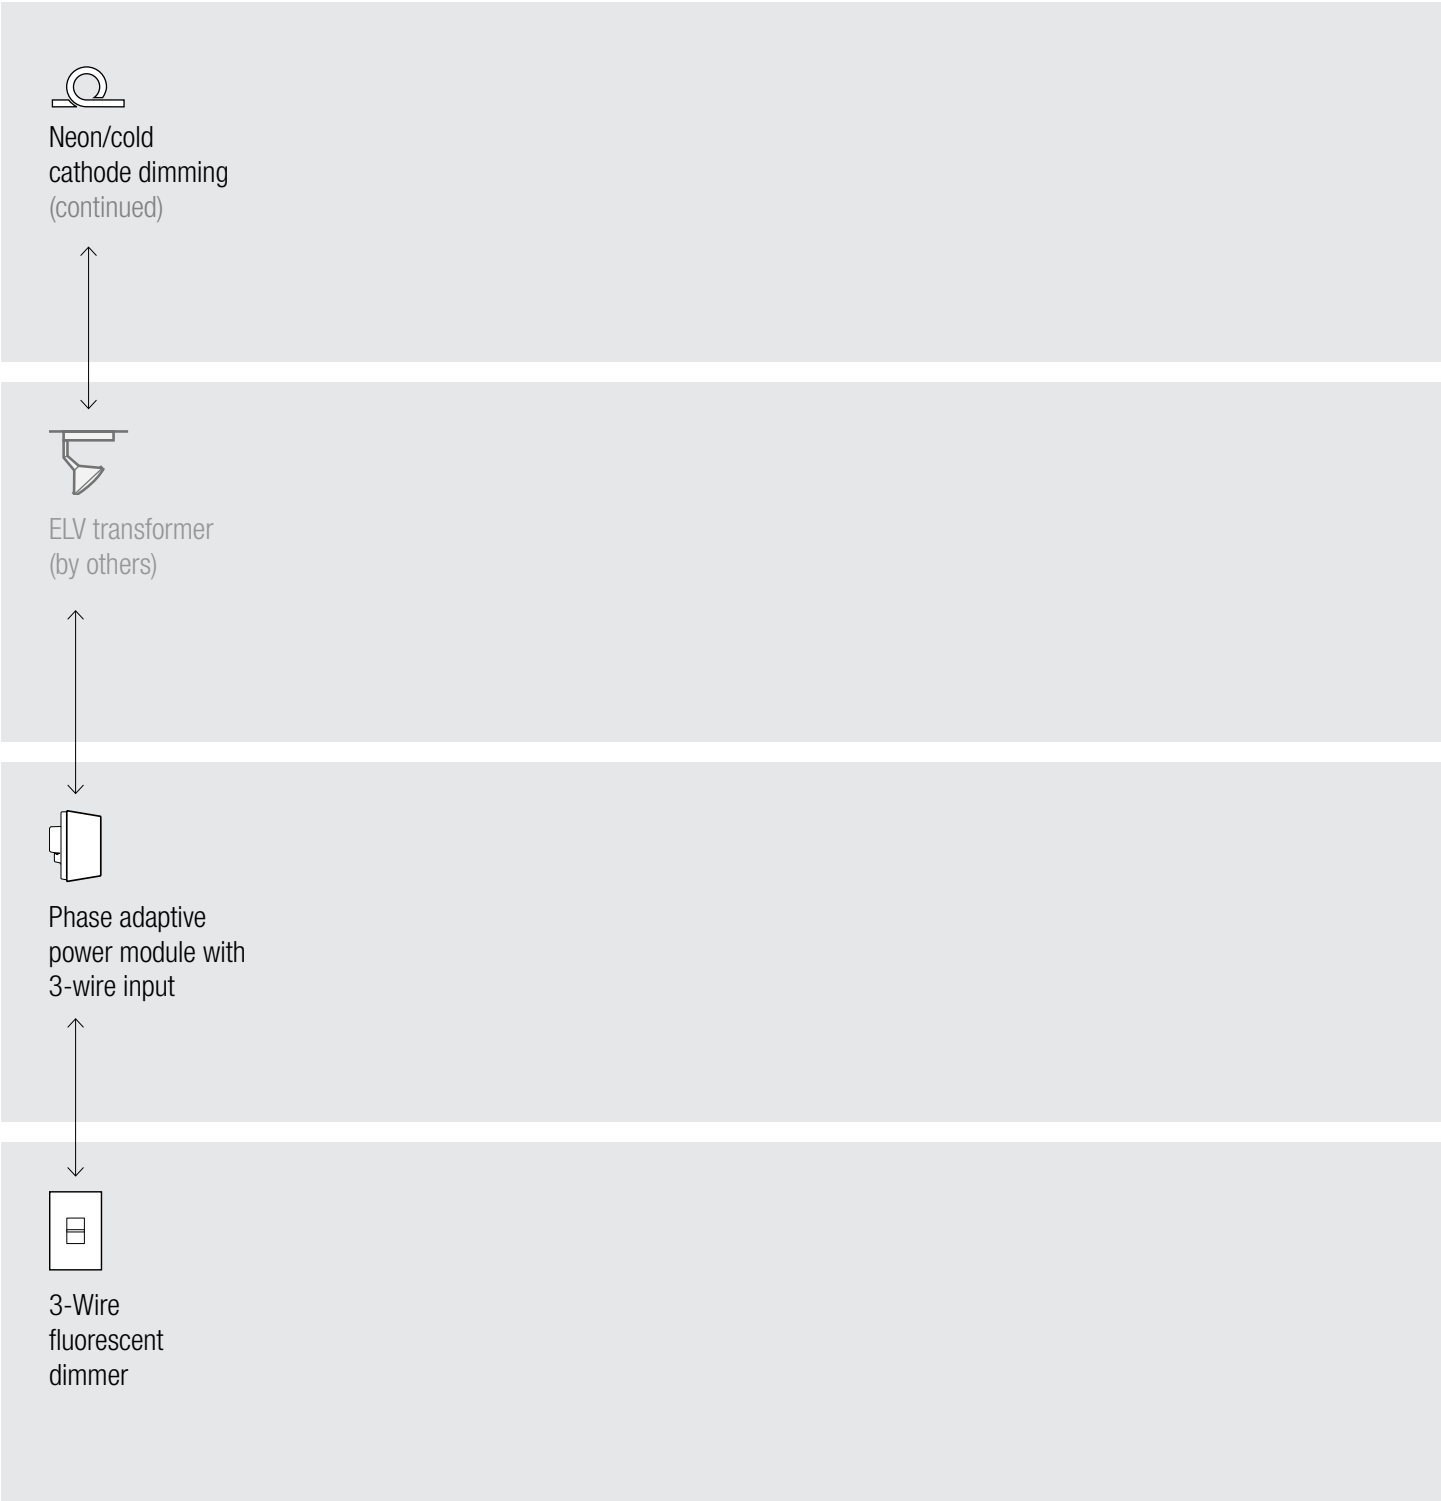 Neon/cold
cathode dimming
(continued)
ELV transformer
(by others)
Phase adaptive
power module with
3-wire input
3-Wire
fluorescent
dimmer